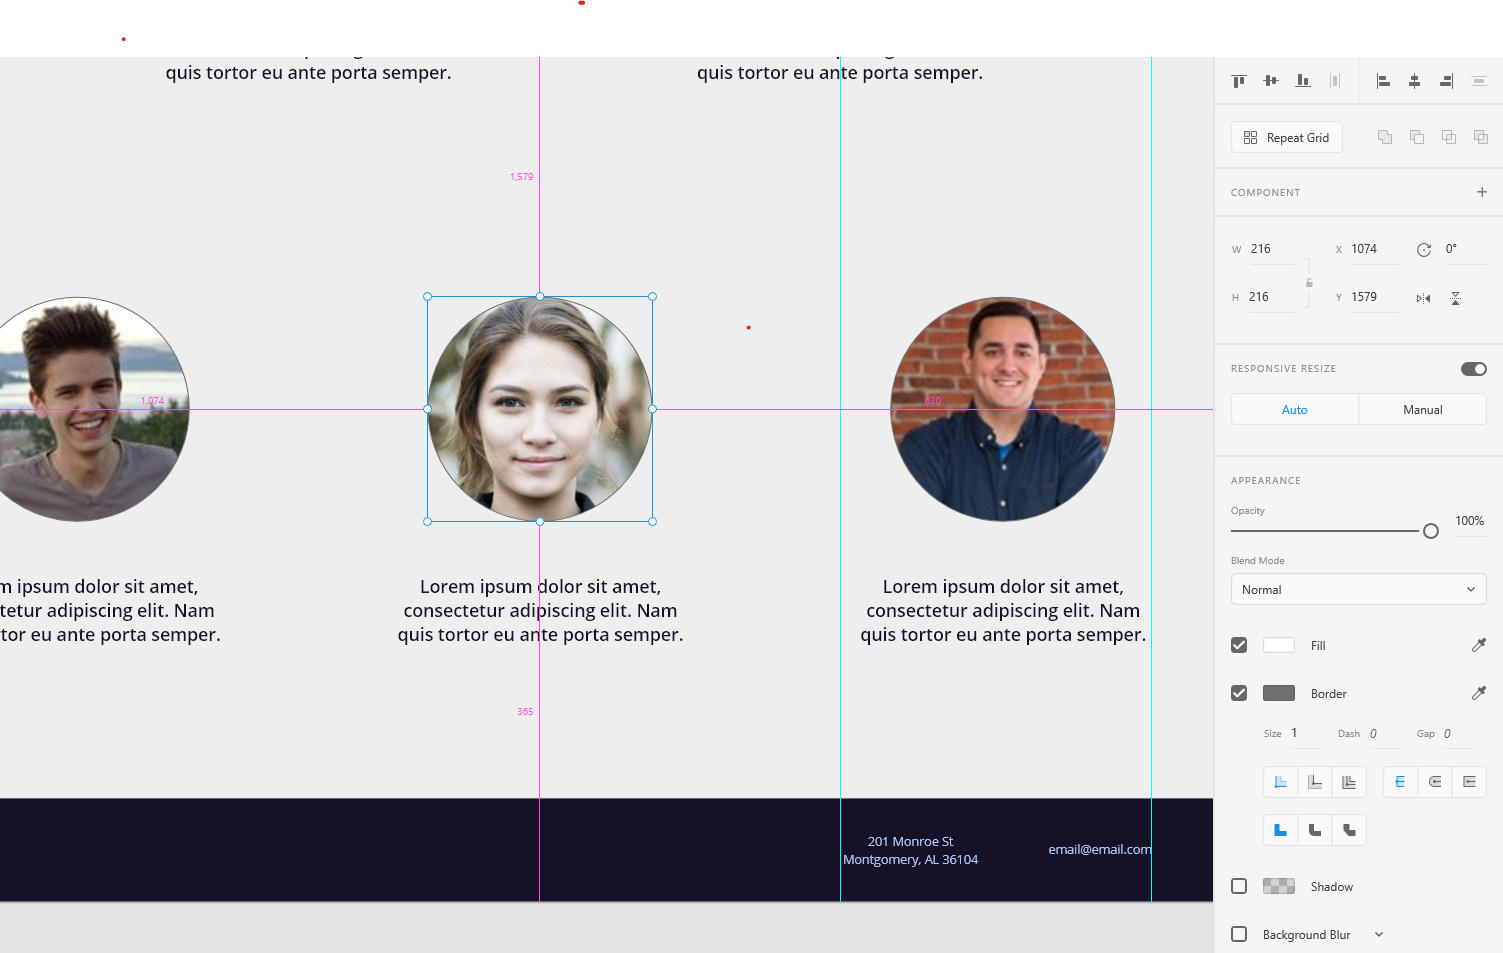 quis tortor eu ante porta semper.
quis tortor eu ante porta semper.
1,579
1,074
630
m ipsum dolor sit amet,
tetur adipiscing elit. Nam
tor eu ante porta semper.
Lorem ipsum dolor sit amet,
consectetur adipiscing elit. Nam
quis tortor eu ante porta semper.
Lorem ipsum dolor sit amet,
consectetur adipiscing elit. Nam
quis tortor eu ante porta semper.
365
201 Monroe St
Montgomery, AL 36104
email@email.com
Repeat Grid
COMPONENT +
W 216 X 1074 0°
H 216 Y 1579
RESPONSIVE RESIZE
Auto Manual
APPEARANCE
Opacity
100%
Blend Mode
Normal
Fill
Border
Size 1 Dash 0 Gap 0
Shadow
Background Blur